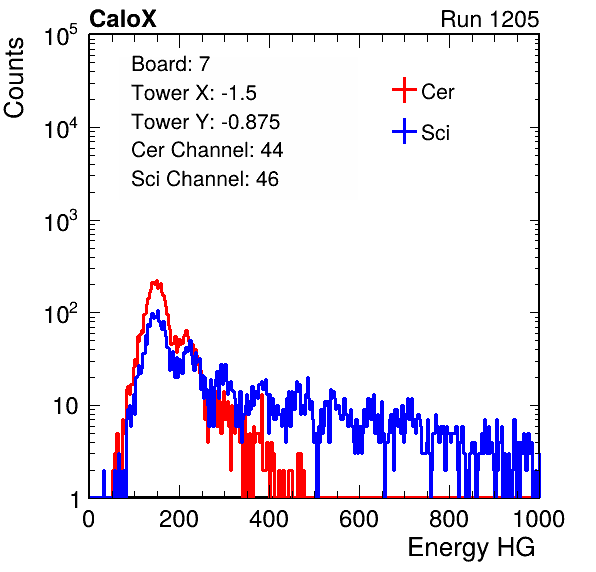 CaloX Run 1205
Counts
10^5
10^4
10^3
10^2
10
1
Board: 7
Tower X: -1.5
Tower Y: -0.875
Cer Channel: 44
Sci Channel: 46
Cer
Sci
0 200 400 600 800 1000
Energy HG